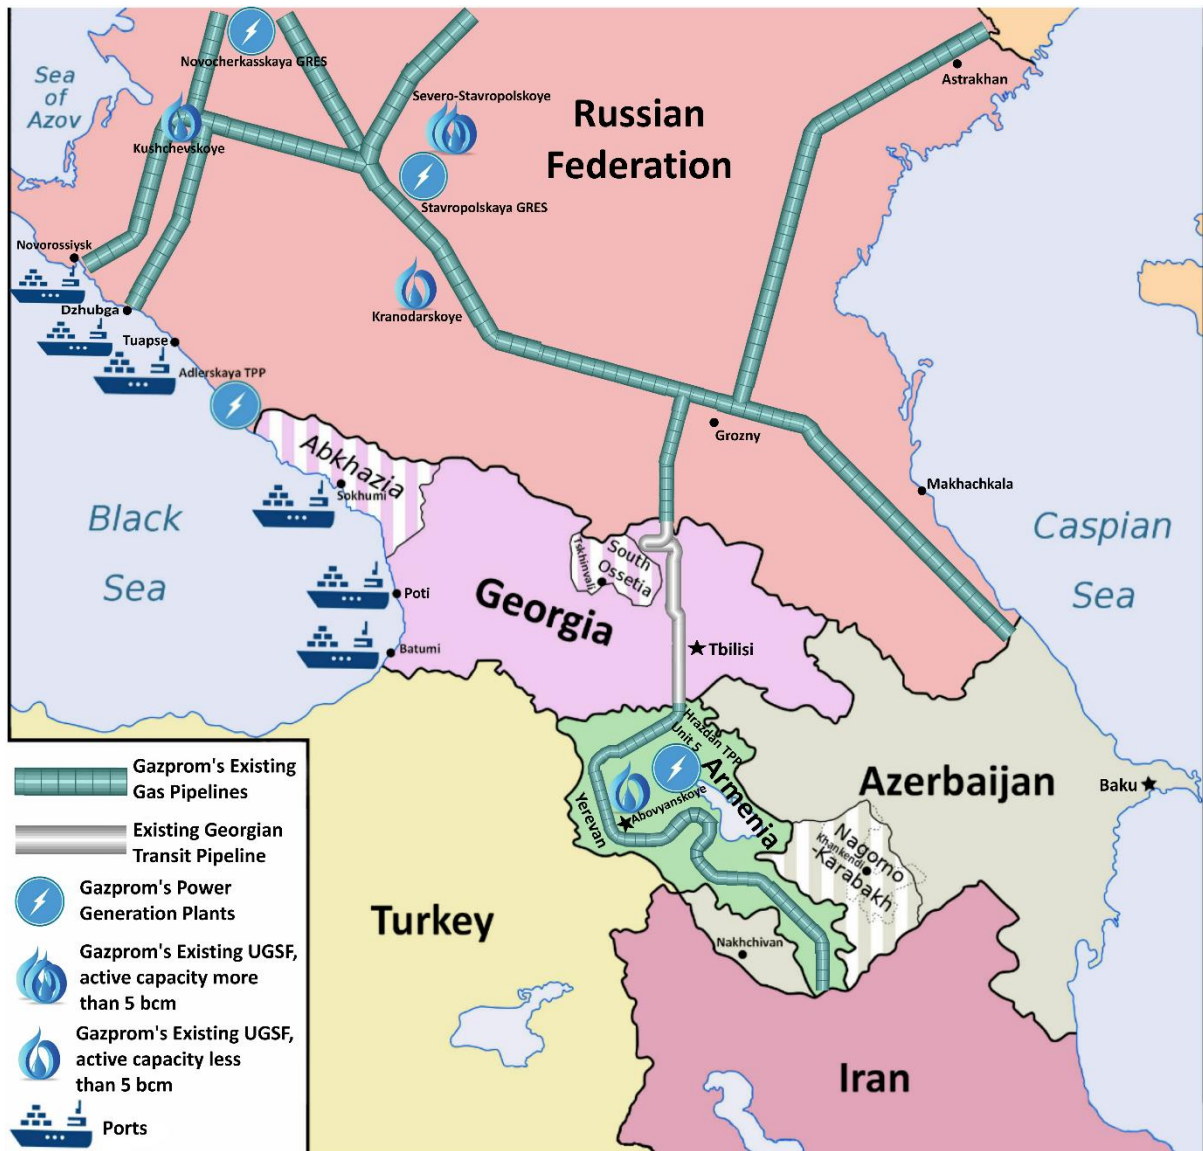 Novocherkasskaya GRES
Sea
of
Azov
Kushchevskoye
Severo-Stavropolskoye
Stavropolskaya GRES
Russian
Federation
Astrakhan
Novorossiysk
Dzhubga
Tuapse
Adlerskaya TPP
Kranodarskoye
Grozny
Makhachkala
Abkhazia
Sokhumi
Black
Sea
Caspian
Sea
Tskhinvali
South
Ossetia
Georgia
Poti
Batumi
Tbilisi
Hrazdan TPP
Unit 5
Armenia
Abovyanskoye
Yerevan
Azerbaijan
Baku
Nagorno
-Karabakh
Khankendi
Nakhchivan
Turkey
Iran
Gazprom's Existing
Gas Pipelines
Existing Georgian
Transit Pipeline
Gazprom's Power
Generation Plants
Gazprom's Existing UGSF,
active capacity more
than 5 bcm
Gazprom's Existing UGSF,
active capacity less
than 5 bcm
Ports